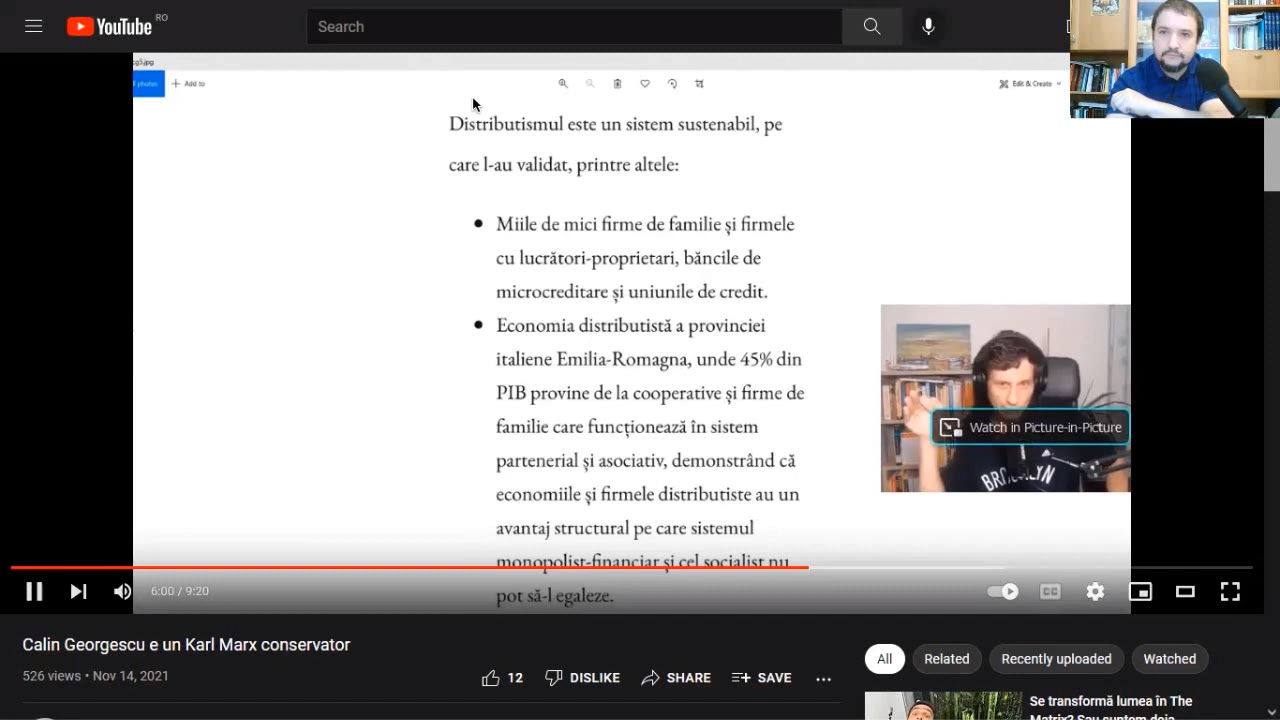 YouTube RO
Search
cg5.jpg
photos
Add to
Edit & Create
Distributismul este un sistem sustenabil, pe
care l-au validat, printre altele:
• Miile de mici firme de familie și firmele
cu lucrători-proprietari, băncile de
microcreditare și uniunile de credit.
• Economia distributistă a provinciei
italiene Emilia-Romagna, unde 45% din
PIB provine de la cooperative și firme de
familie care funcționează în sistem
partenerial și asociativ, demonstrând că
economiile și firmele distributiste au un
avantaj structural pe care sistemul
monopolist-financiar și cel socialist nu
pot să-l egaleze.
Watch in Picture-in-Picture
BROOKLYN
6:00 / 9:20
CC
Calin Georgescu e un Karl Marx conservator
526 views • Nov 14, 2021
12
DISLIKE
SHARE
SAVE
All
Related
Recently uploaded
Watched
Se transformă lumea în The
Matrix? Sau suntem deja